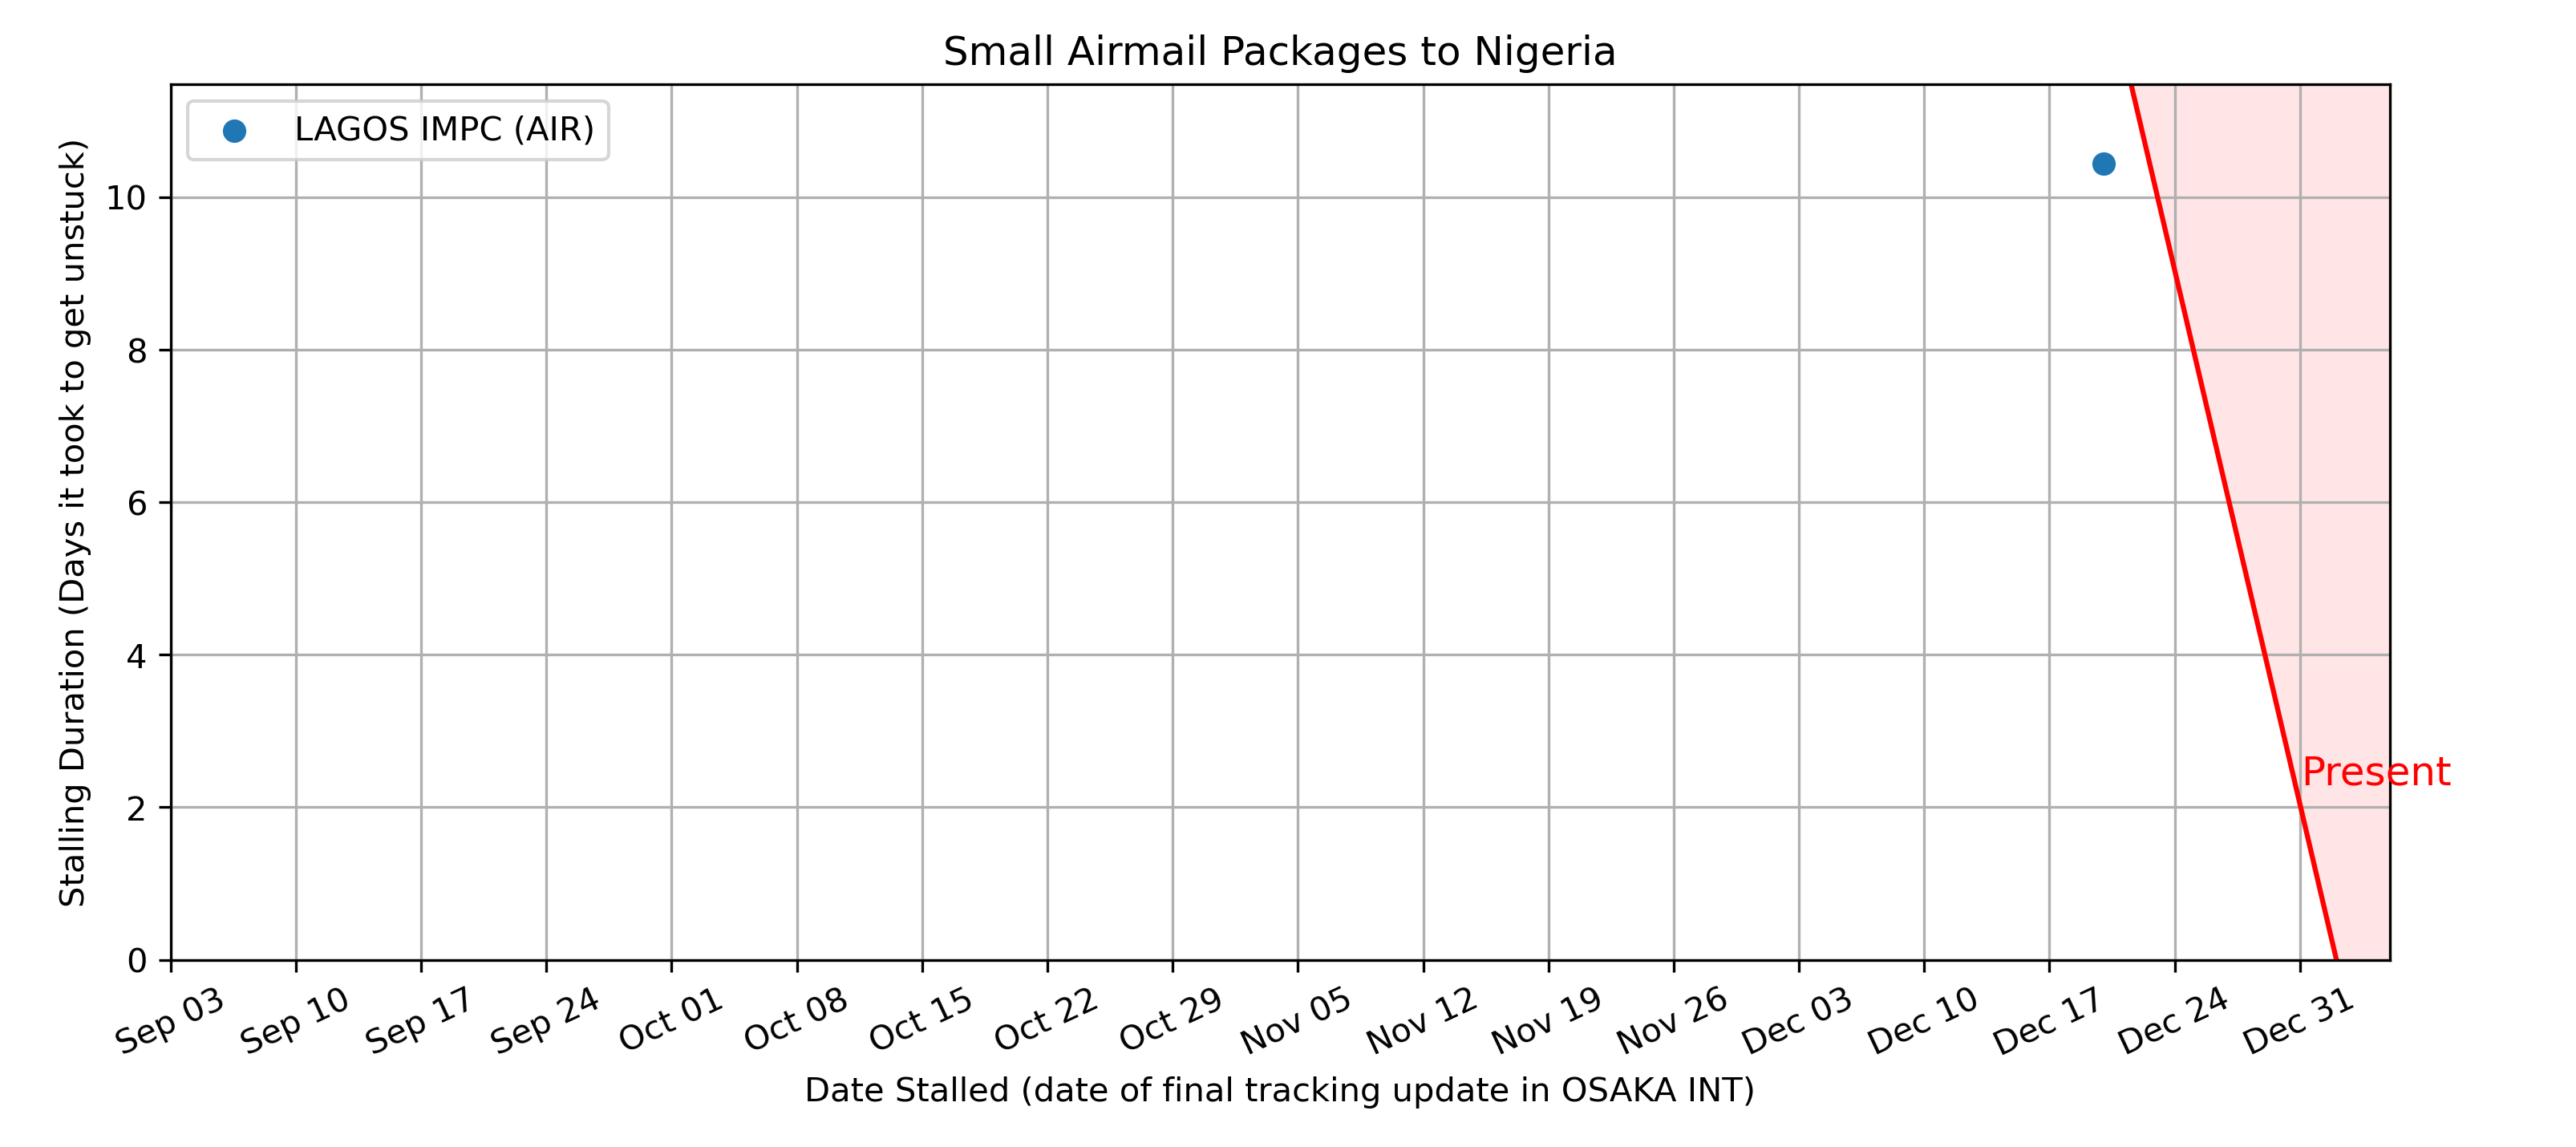 Small Airmail Packages to Nigeria
LAGOS IMPC (AIR)
Stalling Duration (Days it took to get unstuck)
10
8
6
4
2
0
Present
Sep 03
Sep 10
Sep 17
Sep 24
Oct 01
Oct 08
Oct 15
Oct 22
Oct 29
Nov 05
Nov 12
Nov 19
Nov 26
Dec 03
Dec 10
Dec 17
Dec 24
Dec 31
Date Stalled (date of final tracking update in OSAKA INT)